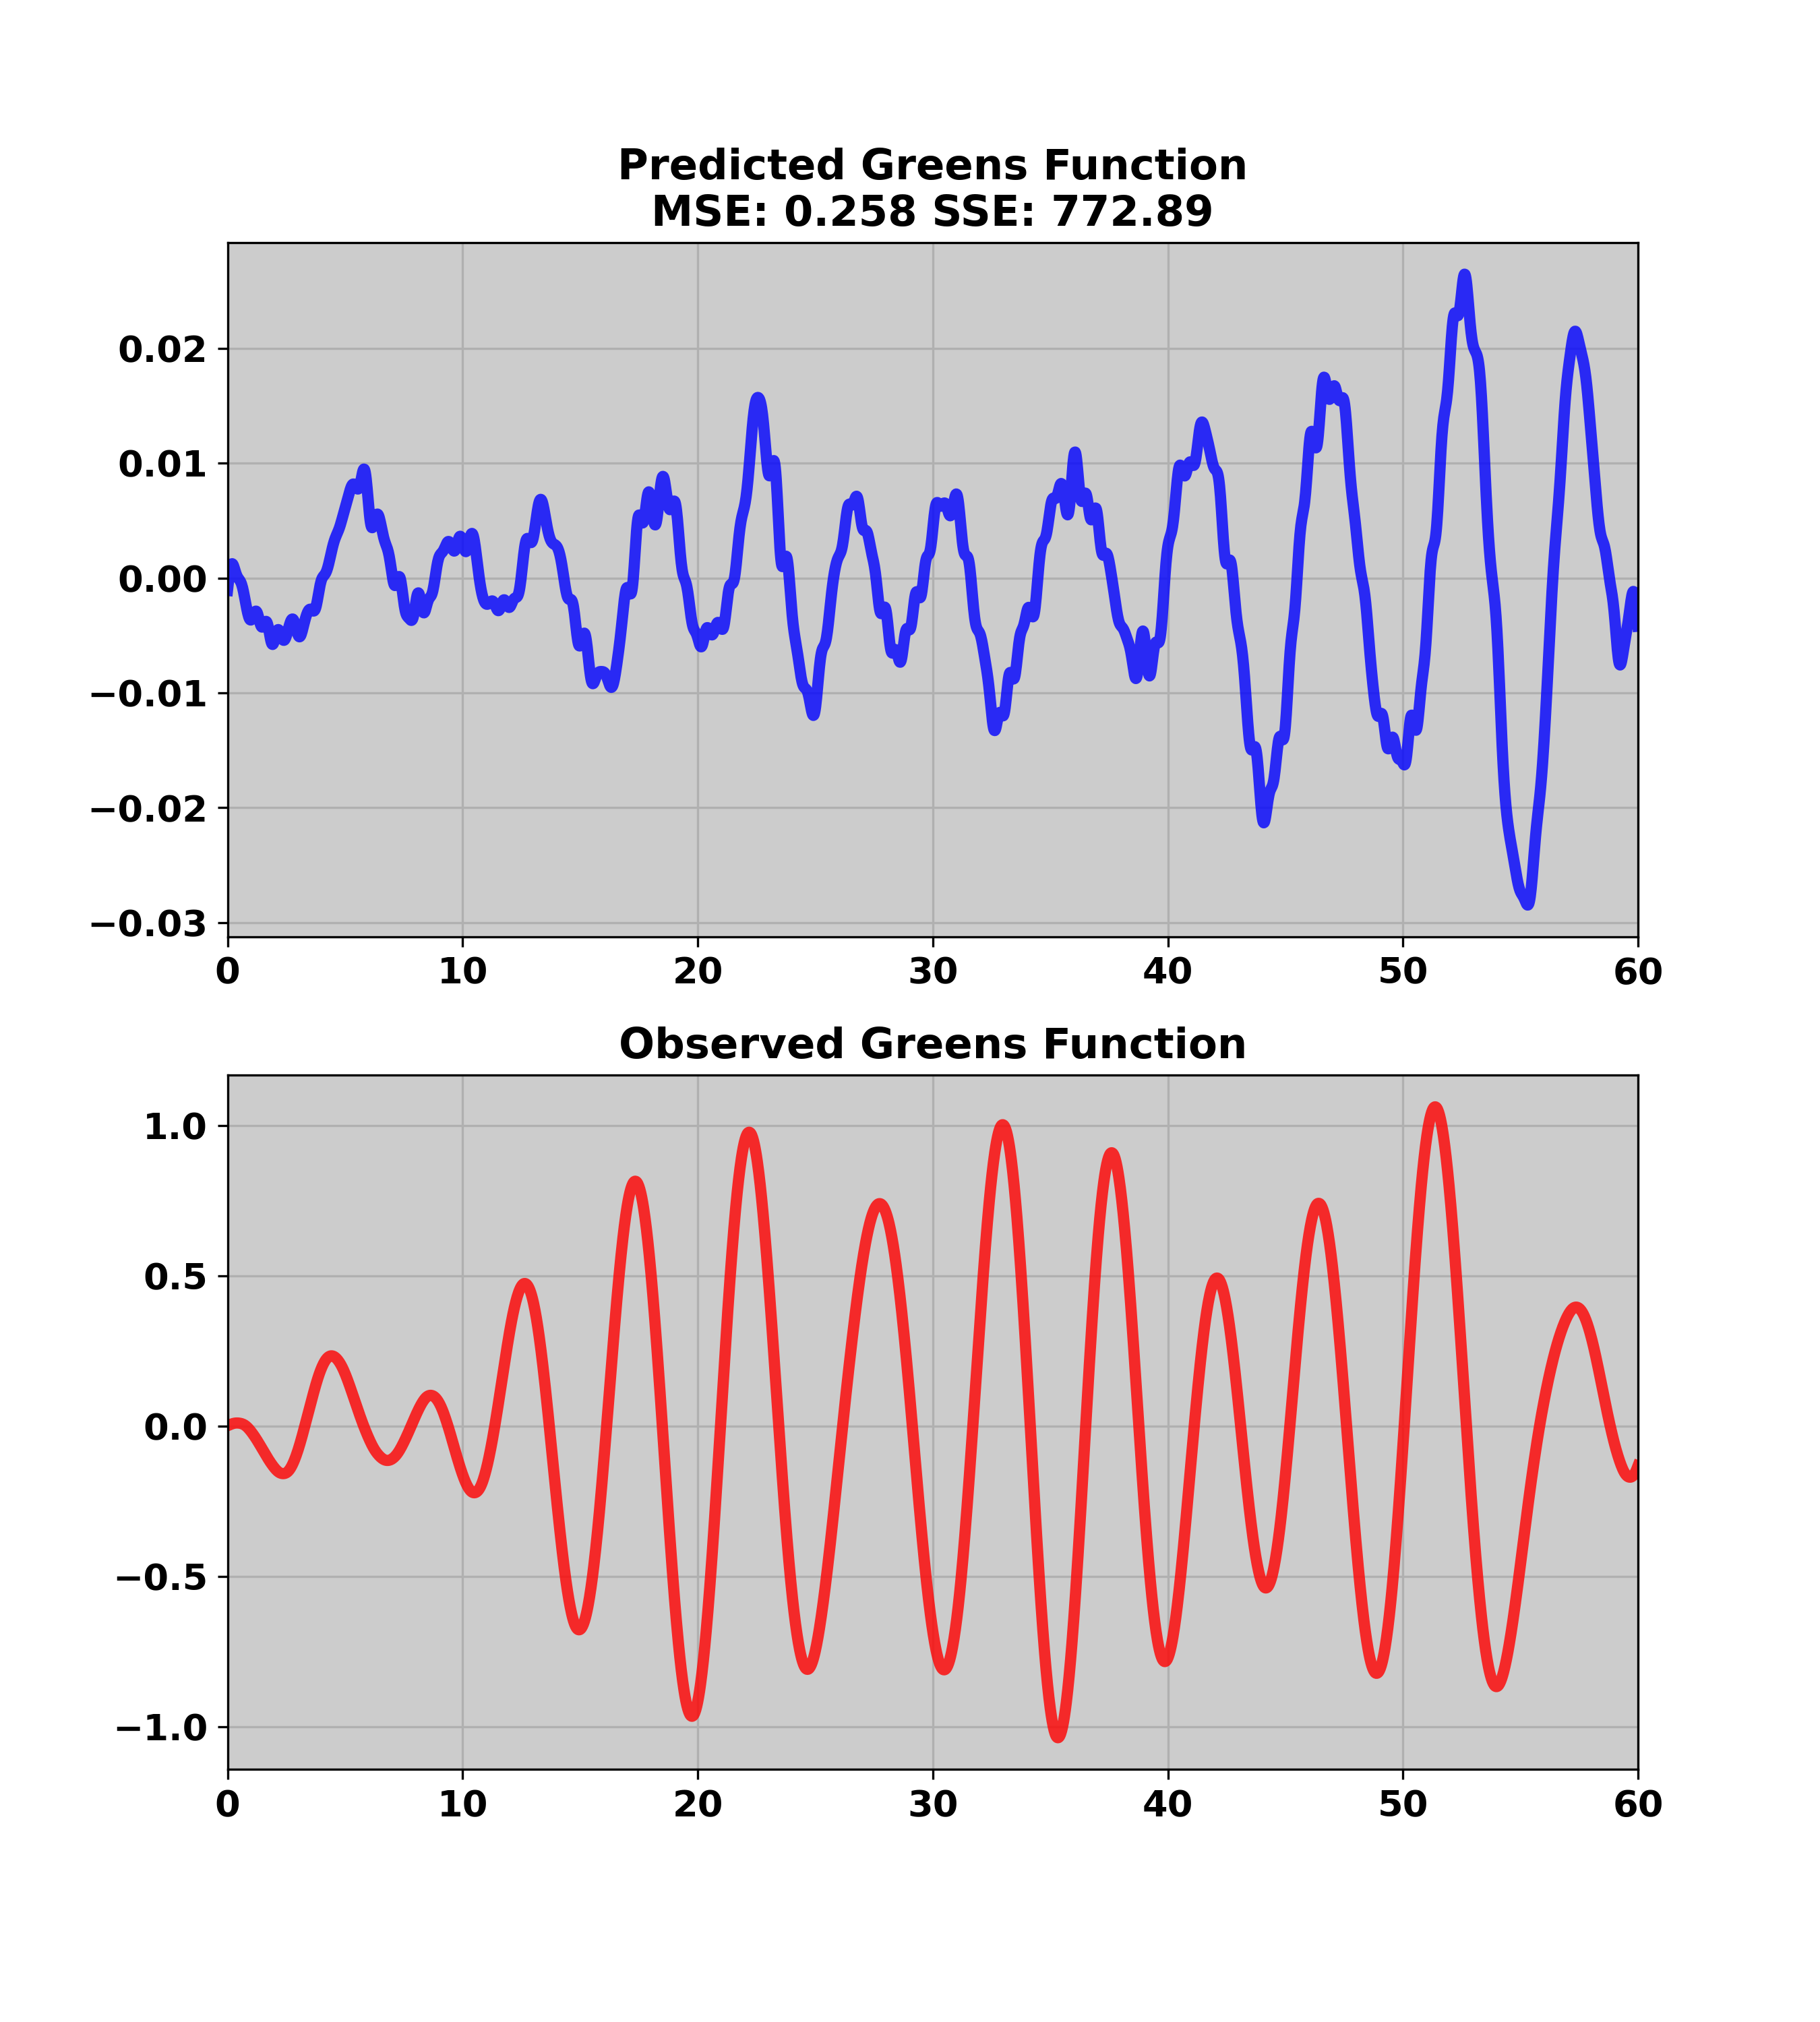 Predicted Greens Function
MSE: 0.258 SSE: 772.89
0.02
0.01
0.00
−0.01
−0.02
−0.03
0 10 20 30 40 50 60
Observed Greens Function
1.0
0.5
0.0
−0.5
−1.0
0 10 20 30 40 50 60